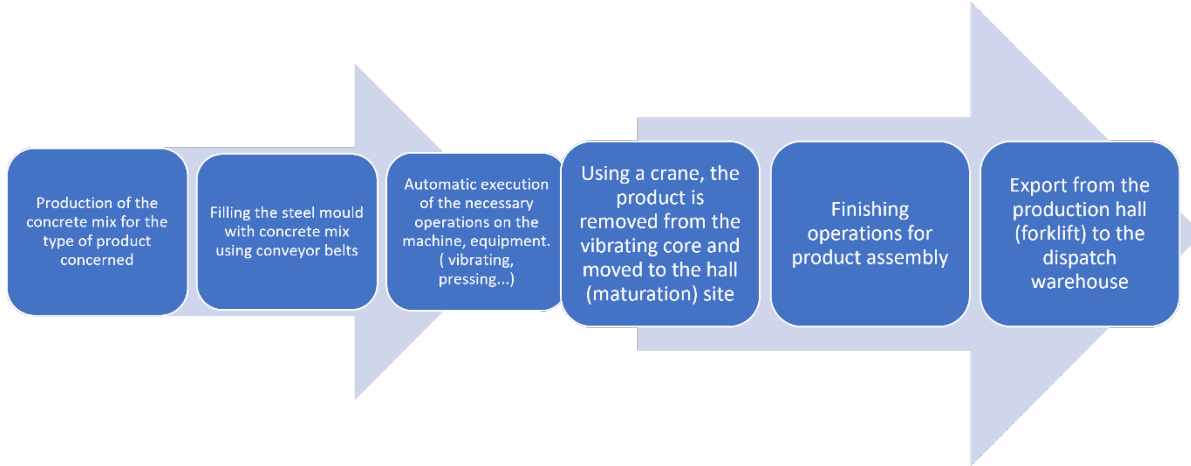 Production of the
concrete mix for the
type of product
concerned
Filling the steel mould
with concrete mix
using conveyor belts
Automatic execution
of the necessary
operations on the
machine, equipment.
( vibrating,
pressing...)
Using a crane, the
product is
removed from the
vibrating core and
moved to the hall
(maturation) site
Finishing
operations for
product assembly
Export from the
production hall
(forklift) to the
dispatch
warehouse